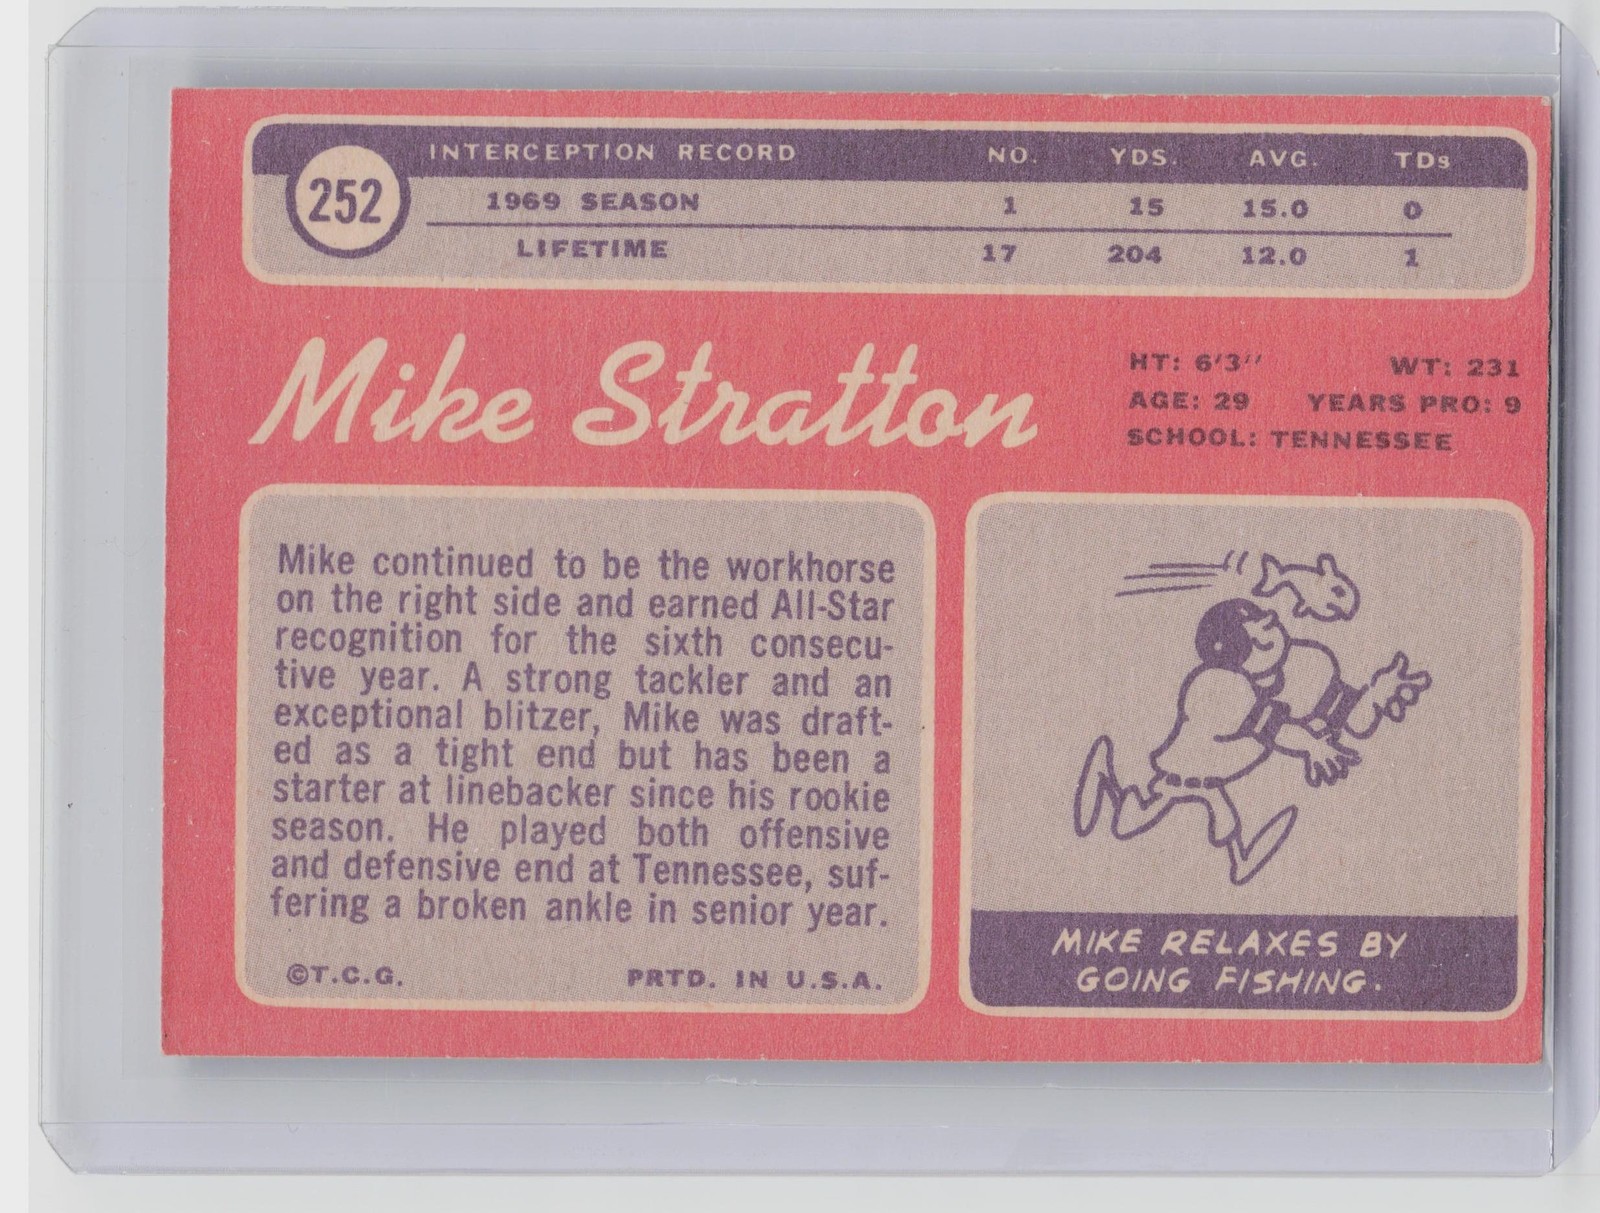 252
INTERCEPTION RECORD NO. YDS. AVG. TDs
1969 SEASON 1 15 15.0 0
LIFETIME 17 204 12.0 1
Mike Stratton
HT: 6'3'' WT: 231
AGE: 29 YEARS PRO: 9
SCHOOL: TENNESSEE
Mike continued to be the workhorse
on the right side and earned All-Star
recognition for the sixth consecu-
tive year. A strong tackler and an
exceptional blitzer, Mike was draft-
ed as a tight end but has been a
starter at linebacker since his rookie
season. He played both offensive
and defensive end at Tennessee, suf-
fering a broken ankle in senior year.
©T.C.G. PRTD. IN U.S.A.
MIKE RELAXES BY
GOING FISHING.